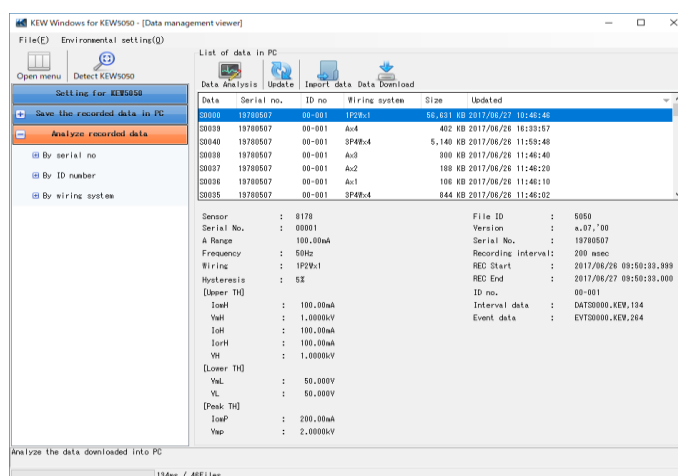 KEW Windows for KEW5050 - [Data management viewer]
File(F) Environmental setting(O)
Open menu Detect KEW5050
Setting for KEW5050
Save the recorded data in PC
Analyze recorded data
By serial no
By ID number
By wiring system
List of data in PC
Data Analysis Update Import data Data Download
Data Serial no. ID no Wiring system Size Updated
S0000 19780507 00-001 1P2W×1 56,631 KB 2017/06/27 10:46:46
S0039 19780507 00-001 A×4 402 KB 2017/06/26 16:33:57
S0040 19780507 00-001 3P4W×4 5,140 KB 2017/06/26 11:59:48
S0038 19780507 00-001 A×3 300 KB 2017/06/26 11:46:40
S0037 19780507 00-001 A×2 188 KB 2017/06/26 11:46:20
S0036 19780507 00-001 A×1 106 KB 2017/06/26 11:46:10
S0035 19780507 00-001 3P4W×4 844 KB 2017/06/26 11:46:02
Sensor : 8178 File ID : 5050
Serial No. : 00001 Version : a.07,'00
A Range 100.00mA Serial No. : 19780507
Frequency : 50Hz Recording interval: 200 msec
Wiring : 1P2W×1 REC Start : 2017/06/26 09:50:33.999
Hysteresis : 5% REC End : 2017/06/27 09:50:33.000
[Upper TH] ID no. 00-001
IomH : 100.00mA Interval data : DATS0000.KEW,134
VmH : 1.0000kV Event data : EVTS0000.KEW,264
IoH : 100.00mA
IorH : 100.00mA
VH : 1.0000kV
[Lower TH]
VmL : 50.000V
VL : 50.000V
[Peak TH]
IomP : 200.00mA
Vmp : 2.0000kV
Analyze the data downloaded into PC